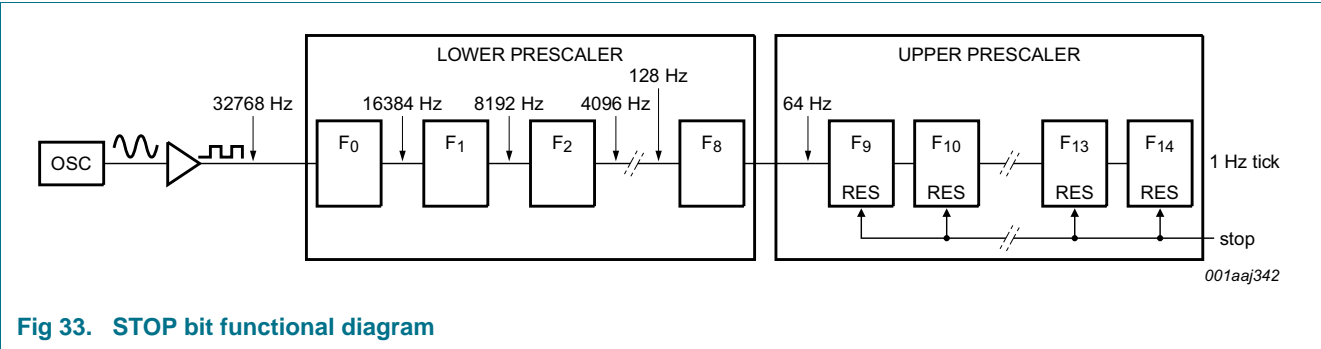 LOWER PRESCALER
UPPER PRESCALER
128 Hz
32768 Hz
16384 Hz
8192 Hz
4096 Hz
64 Hz
OSC
F0
F1
F2
F8
F9
F10
F13
F14
1 Hz tick
RES
RES
RES
RES
stop
001aaj342
Fig 33. STOP bit functional diagram